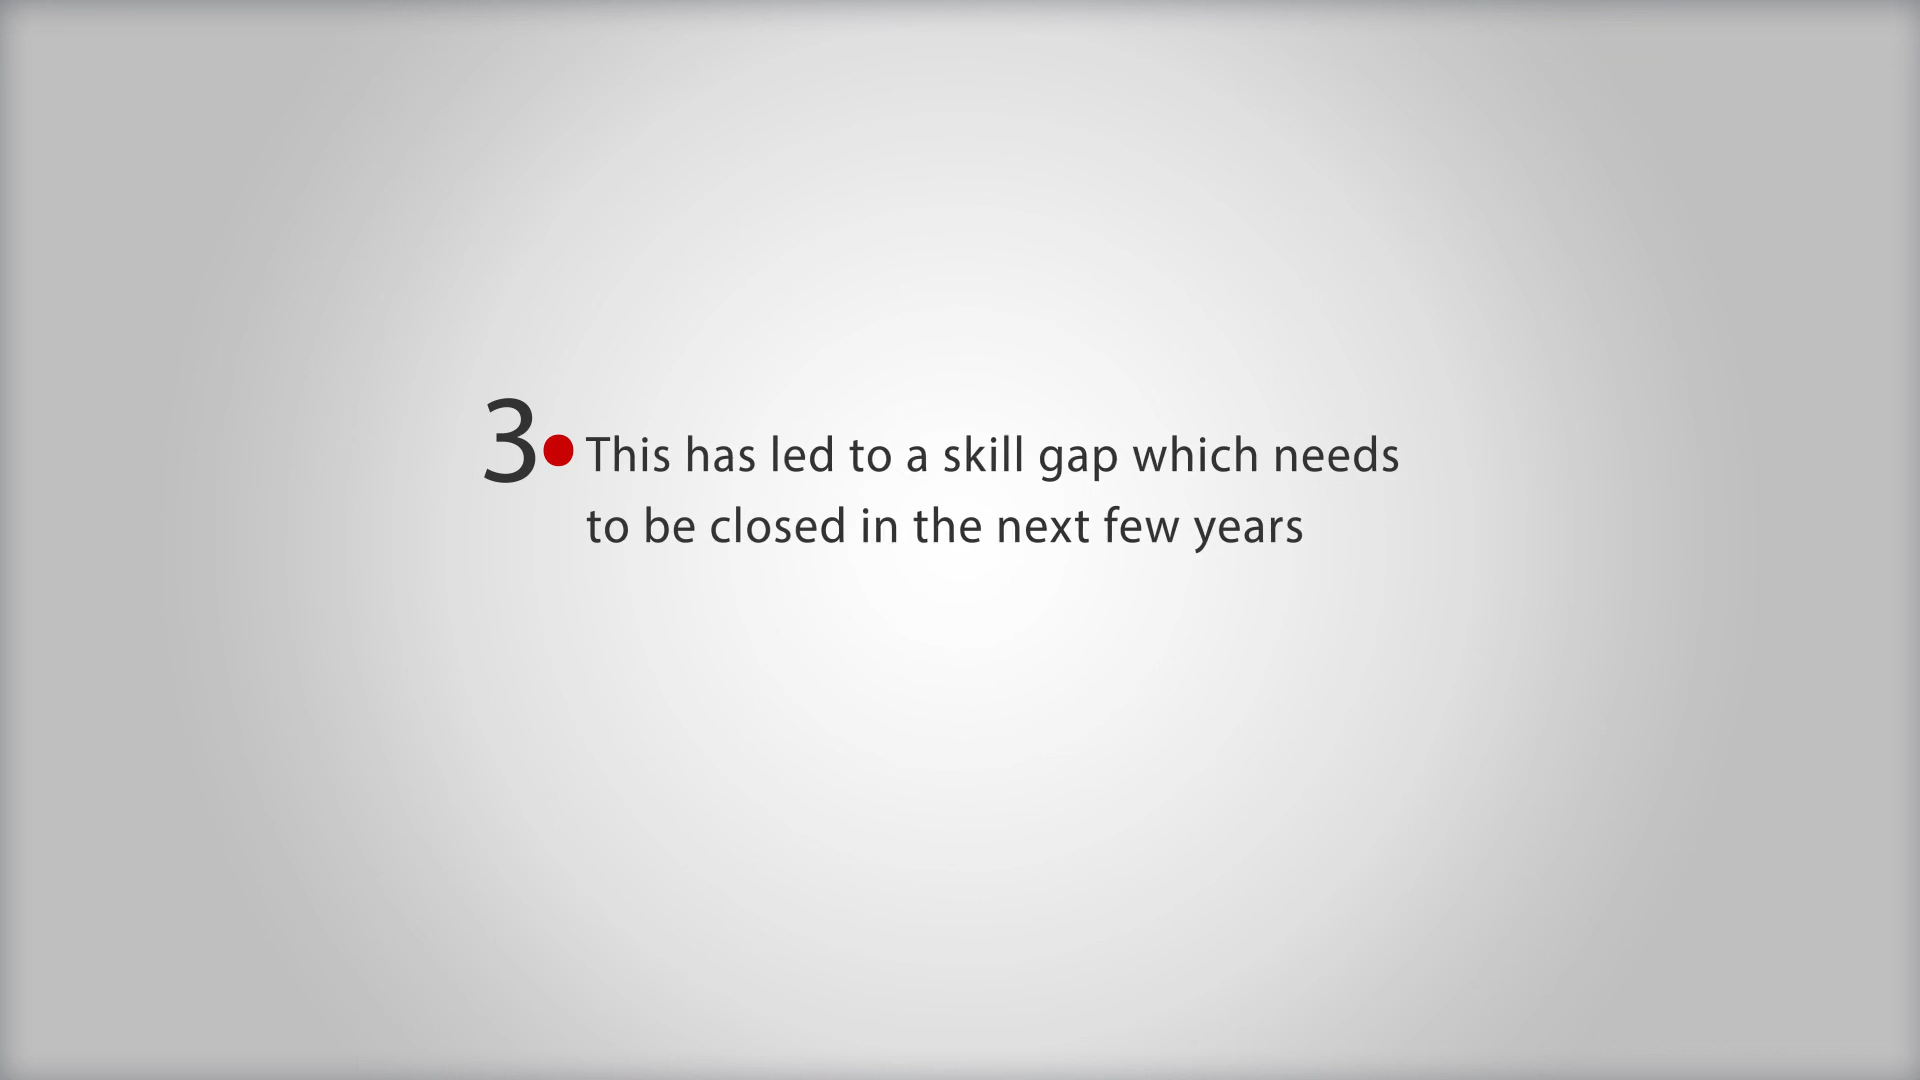 3. This has led to a skill gap which needs
to be closed in the next few years